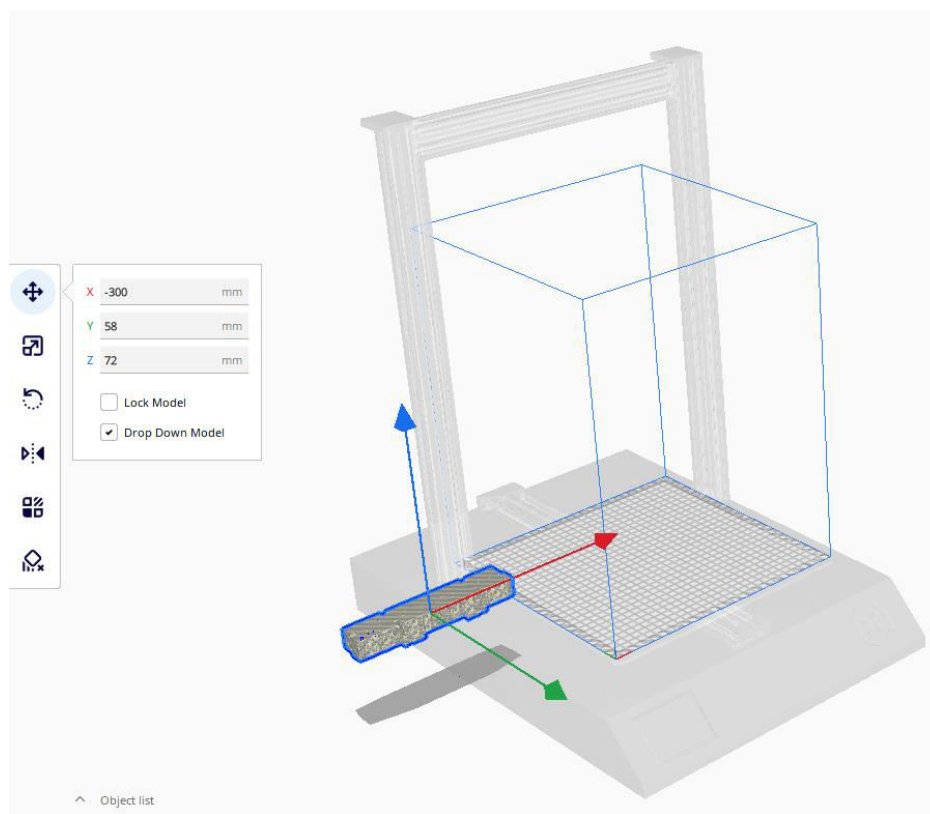 X -300 mm
Y 58 mm
Z 72 mm
Lock Model
Drop Down Model
Object list